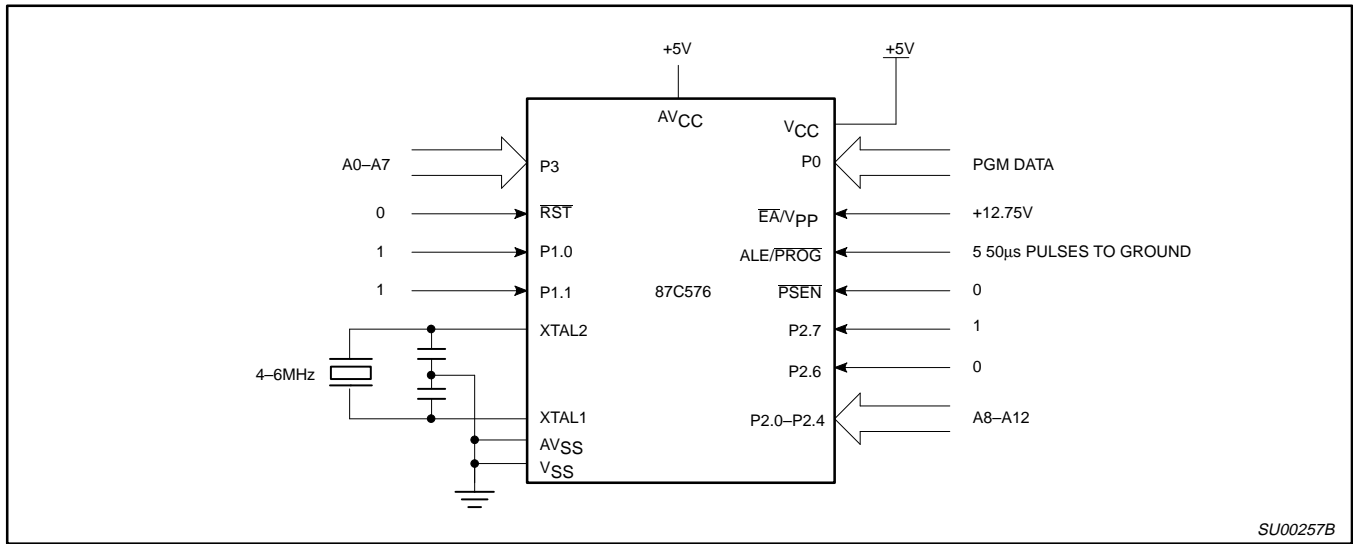 +5V
+5V
AVCC
VCC
A0–A7
P3
P0
PGM DATA
0
RST
EA/VPP
+12.75V
1
P1.0
ALE/PROG
5 50µs PULSES TO GROUND
1
P1.1
87C576
PSEN
0
XTAL2
P2.7
1
4–6MHz
P2.6
0
XTAL1
P2.0–P2.4
A8–A12
AVSS
VSS
SU00257B